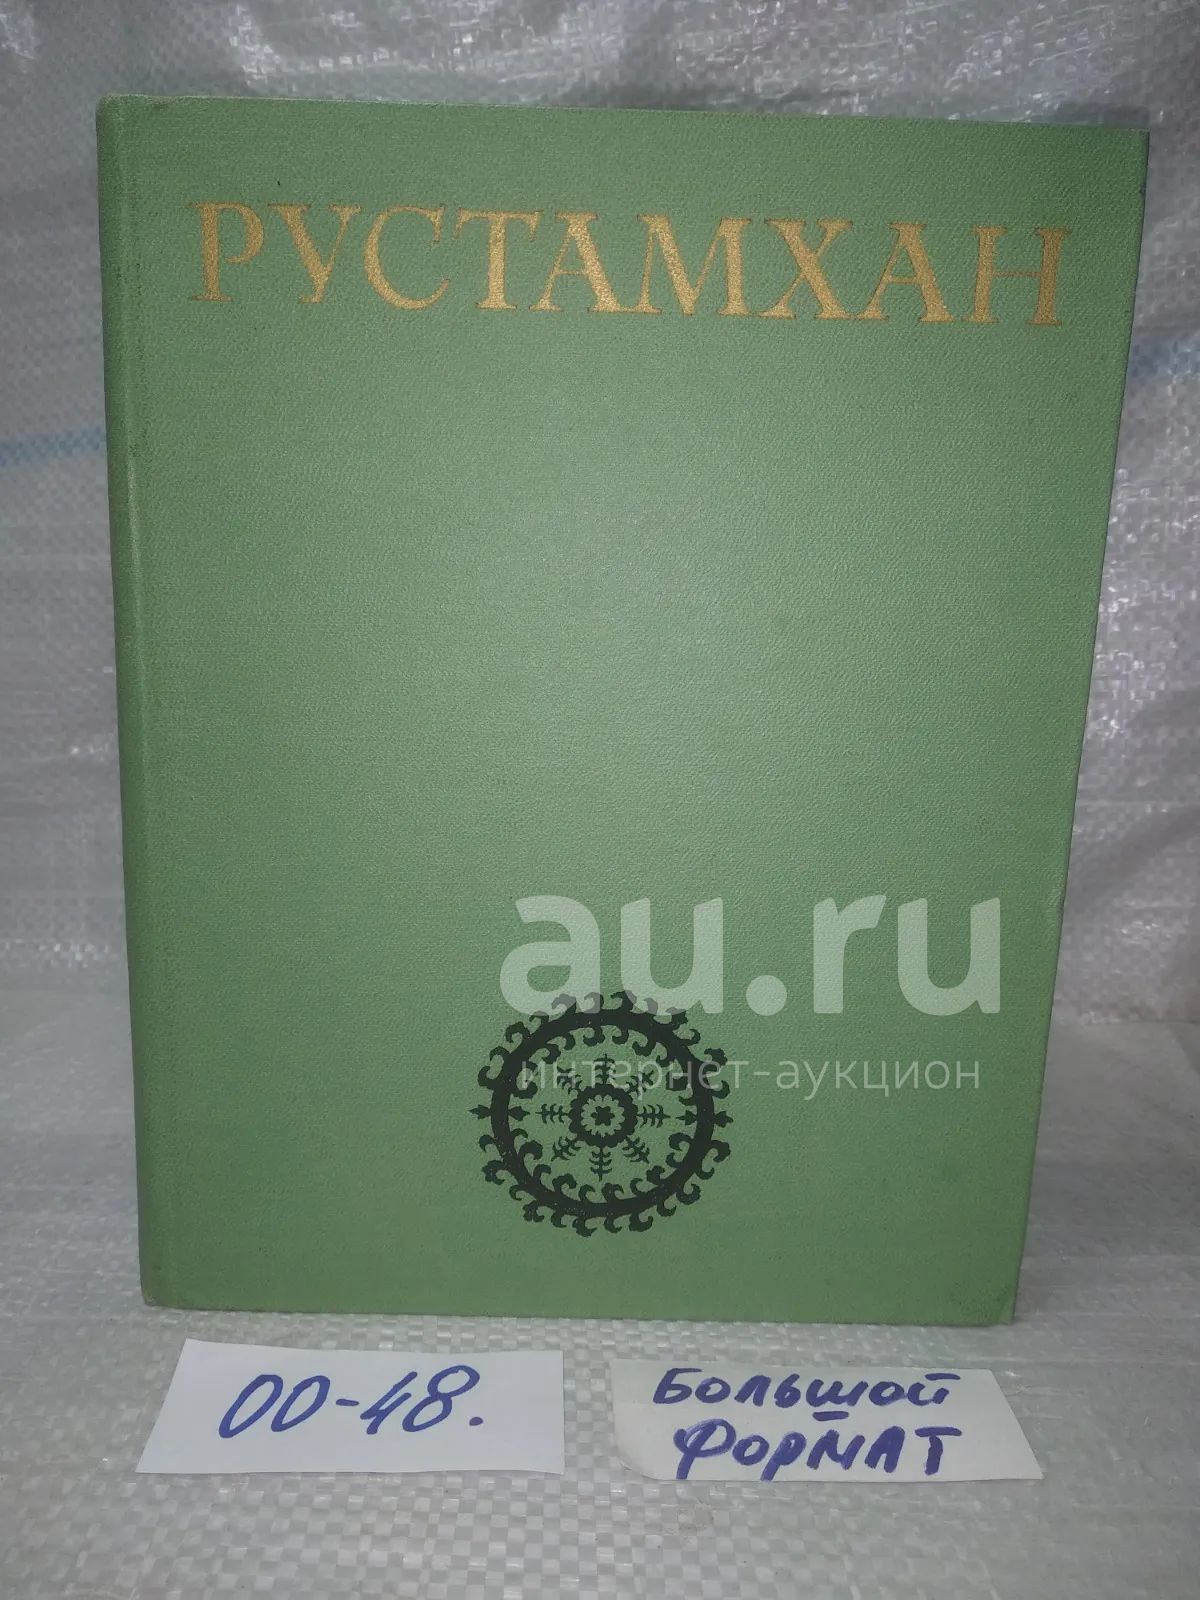 РУСТАМХАН
au.ru
интернет-аукцион
00-48.
БОЛЬШОЙ
ФОРМАТ